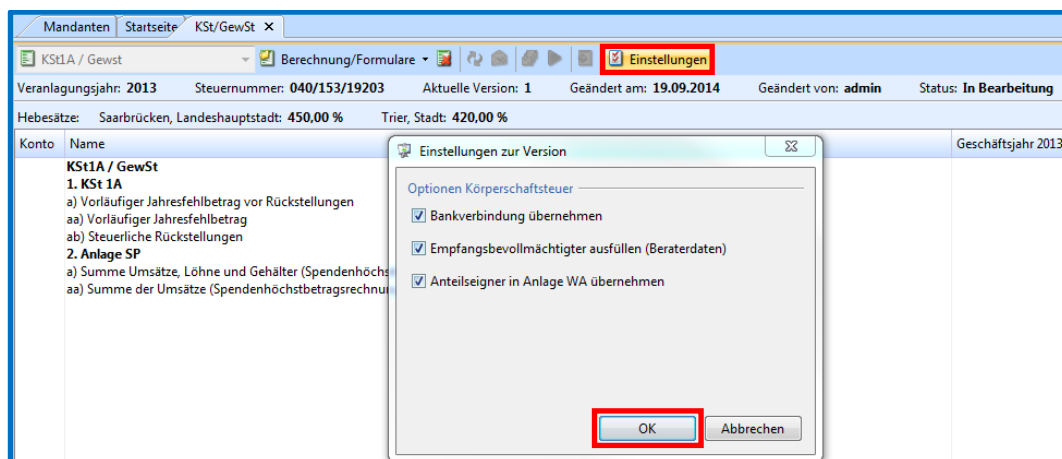 Mandanten Startseite KSt/GewSt
KSt1A / Gewst Berechnung/Formulare Einstellungen
Veranlagungsjahr: 2013 Steuernummer: 040/153/19203 Aktuelle Version: 1 Geändert am: 19.09.2014 Geändert von: admin Status: In Bearbeitung
Hebesätze: Saarbrücken, Landeshauptstadt: 450,00 % Trier, Stadt: 420,00 %
Konto Name Geschäftsjahr 2013
KSt1A / GewSt
1. KSt 1A
a) Vorläufiger Jahresfehlbetrag vor Rückstellungen
aa) Vorläufiger Jahresfehlbetrag
ab) Steuerliche Rückstellungen
2. Anlage SP
a) Summe Umsätze, Löhne und Gehälter (Spendenhöchs
aa) Summe der Umsätze (Spendenhöchstbetragsrechnu
Einstellungen zur Version
Optionen Körperschaftsteuer
Bankverbindung übernehmen
Empfangsbevollmächtigter ausfüllen (Beraterdaten)
Anteilseigner in Anlage WA übernehmen
OK Abbrechen